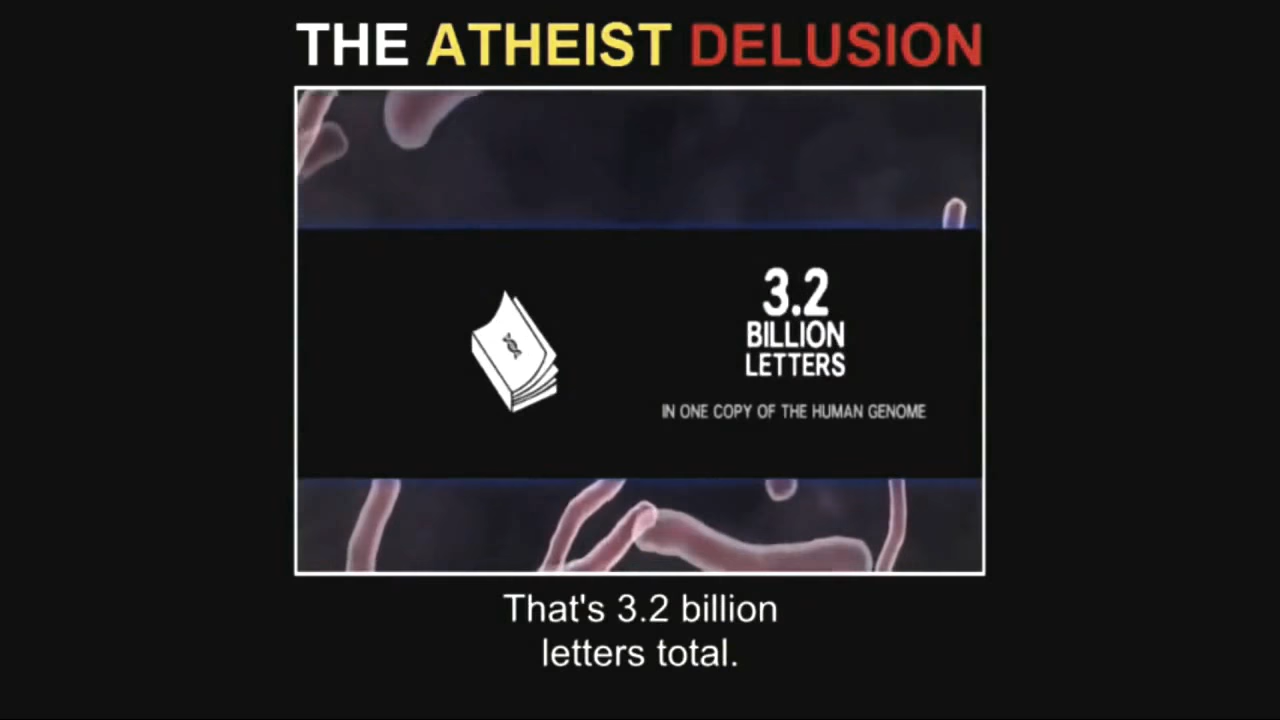 THE ATHEIST DELUSION
3.2
BILLION
LETTERS
IN ONE COPY OF THE HUMAN GENOME
That's 3.2 billion
letters total.